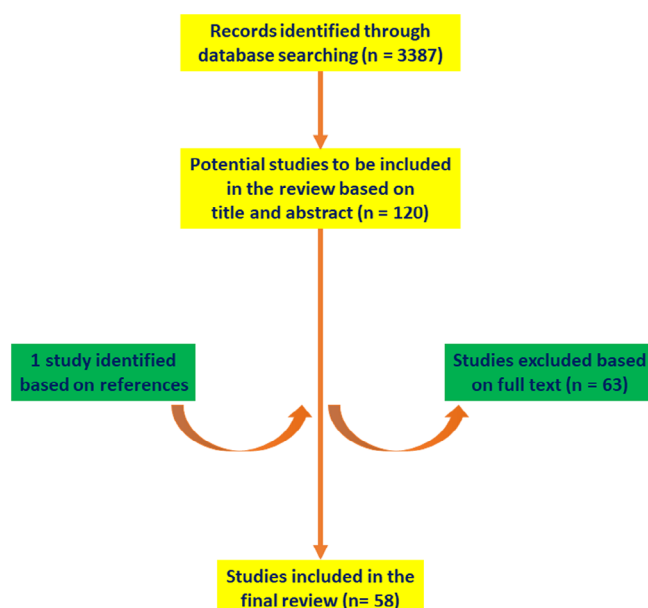 Records identified through
database searching (n = 3387)
Potential studies to be included
in the review based on
title and abstract (n = 120)
1 study identified
based on references
Studies excluded based
on full text (n = 63)
Studies included in the
final review (n= 58)